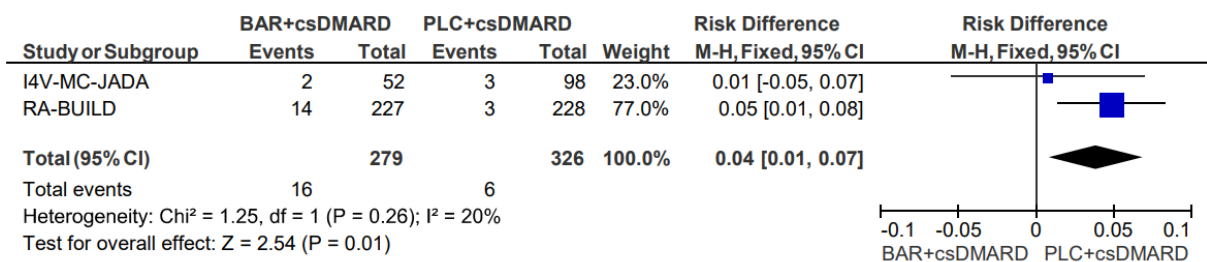 BAR+csDMARD PLC+csDMARD Risk Difference Risk Difference
Study or Subgroup Events Total Events Total Weight M-H, Fixed, 95% CI M-H, Fixed, 95% CI
I4V-MC-JADA 2 52 3 98 23.0% 0.01 [-0.05, 0.07]
RA-BUILD 14 227 3 228 77.0% 0.05 [0.01, 0.08]
Total (95% CI) 279 326 100.0% 0.04 [0.01, 0.07]
Total events 16 6
Heterogeneity: Chi² = 1.25, df = 1 (P = 0.26); I² = 20%
Test for overall effect: Z = 2.54 (P = 0.01)
-0.1 -0.05 0 0.05 0.1
BAR+csDMARD PLC+csDMARD